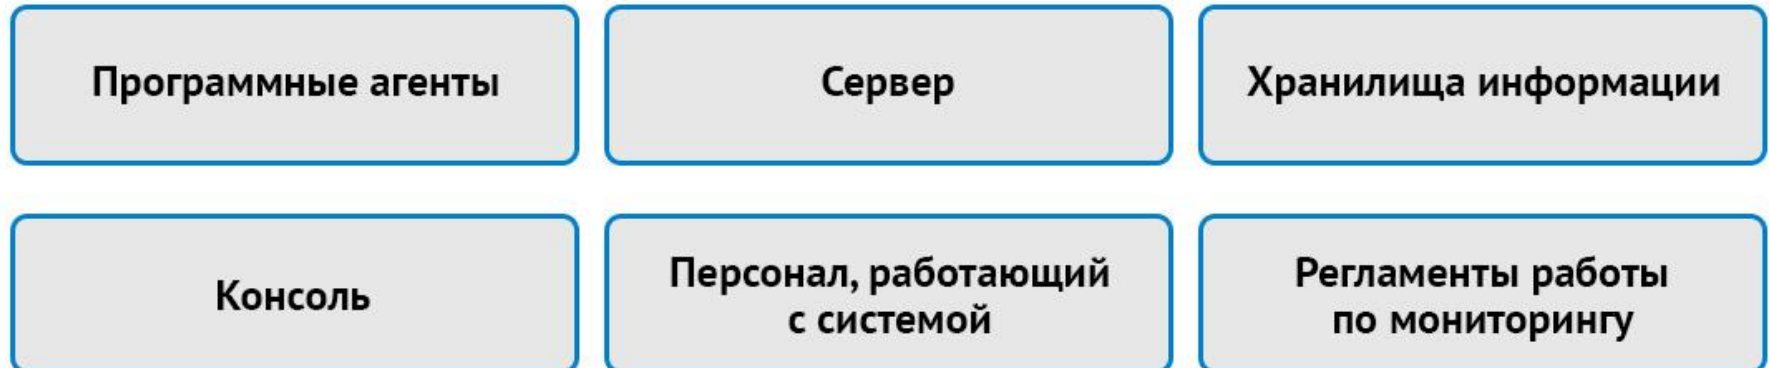 Программные агенты
Сервер
Хранилища информации
Консоль
Персонал, работающий
с системой
Регламенты работы
по мониторингу